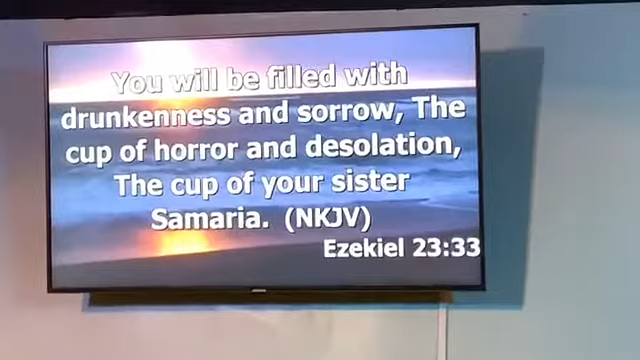 You will be filled with
drunkenness and sorrow, The
cup of horror and desolation,
The cup of your sister
Samaria. (NKJV)
Ezekiel 23:33